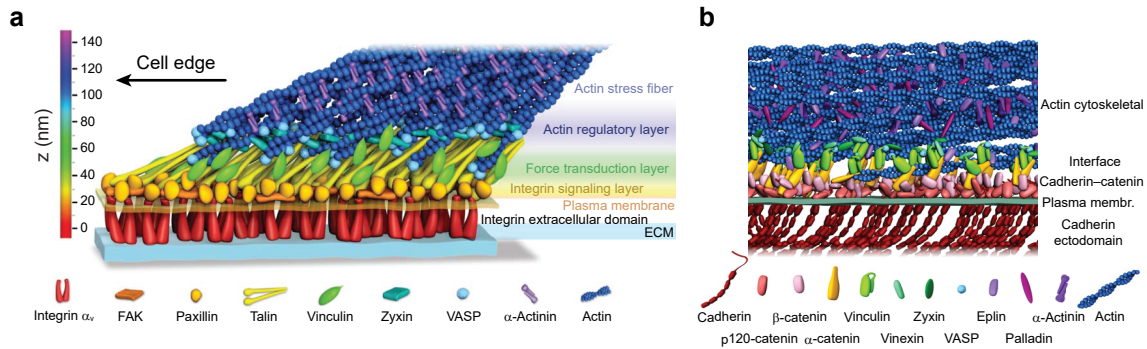 a
z (nm)
140
120
100
80
60
40
20
0
Cell edge
Actin stress fiber
Actin regulatory layer
Force transduction layer
Integrin signaling layer
Plasma membrane
Integrin extracellular domain
ECM
Integrin αᵥ
FAK
Paxillin
Talin
Vinculin
Zyxin
VASP
α-Actinin
Actin
b
Actin cytoskeletal
Interface
Cadherin–catenin
Plasma membr.
Cadherin
ectodomain
Cadherin
β-catenin
Vinculin
Zyxin
Eplin
α-Actinin
Actin
p120-catenin
α-catenin
Vinexin
VASP
Palladin